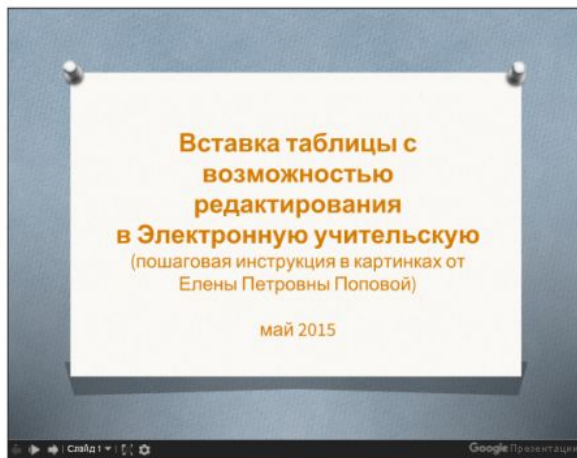 Вставка таблицы с
возможностью
редактирования
в Электронную учительскую
(пошаговая инструкция в картинках от
Елены Петровны Поповой)
май 2015
Слайд 1
Google Презентации